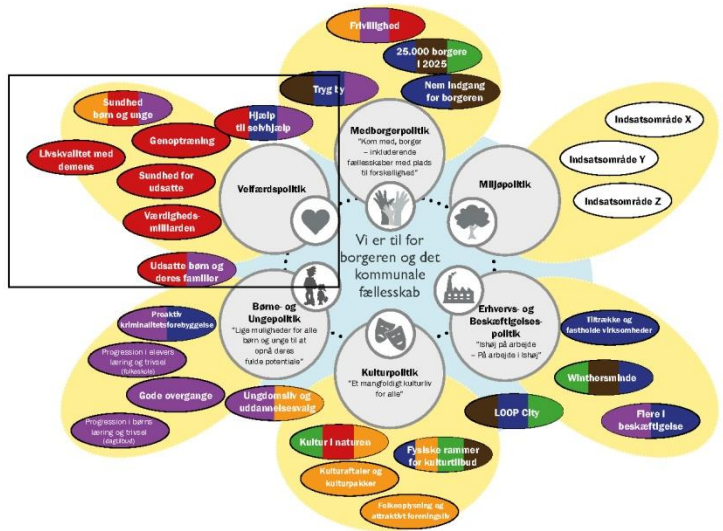 Frivillighed
25.000 borgere
i 2025
Tryg by
Nem indgang
for borgeren
Medborgerpolitik
"Kom med, borger
– inkluderende
fællesskaber med plads
til forskellighed"
Sundhed
børn og unge
Hjælp
til selvhjælp
Genoptræning
Livskvalitet med
demens
Sundhed for
udsatte
Værdigheds-
milliarden
Udsatte børn og
deres familier
Velfærdspolitik
Miljøpolitik
Indsatsområde X
Indsatsområde Y
Indsatsområde Z
Vi er til for
borgeren og det
kommunale
fællesskab
Børne- og
Ungepolitik
"Lige muligheder for alle
børn og unge til at
opnå deres
fulde potentiale"
Proaktiv
kriminalitetsforebyggelse
Progression i elevers
læring og trivsel
(folkeskole)
Gode overgange
Ungdomsliv og
uddannelsesvalg
Progression i børns
læring og trivsel
(dagtilbud)
Kulturpolitik
"Et mangfoldigt kulturliv
for alle"
Kultur i naturen
Fysiske rammer
for kulturtilbud
Kulturaftaler og
kulturpakker
Folkeoplysning og
attraktivt foreningsliv
Erhvervs- og
Beskæftigelses-
politik
"Ishøj på arbejde
– På arbejde i Ishøj"
Tiltrække og
fastholde virksomheder
Winthersminde
LOOP City
Flere i
beskæftigelse